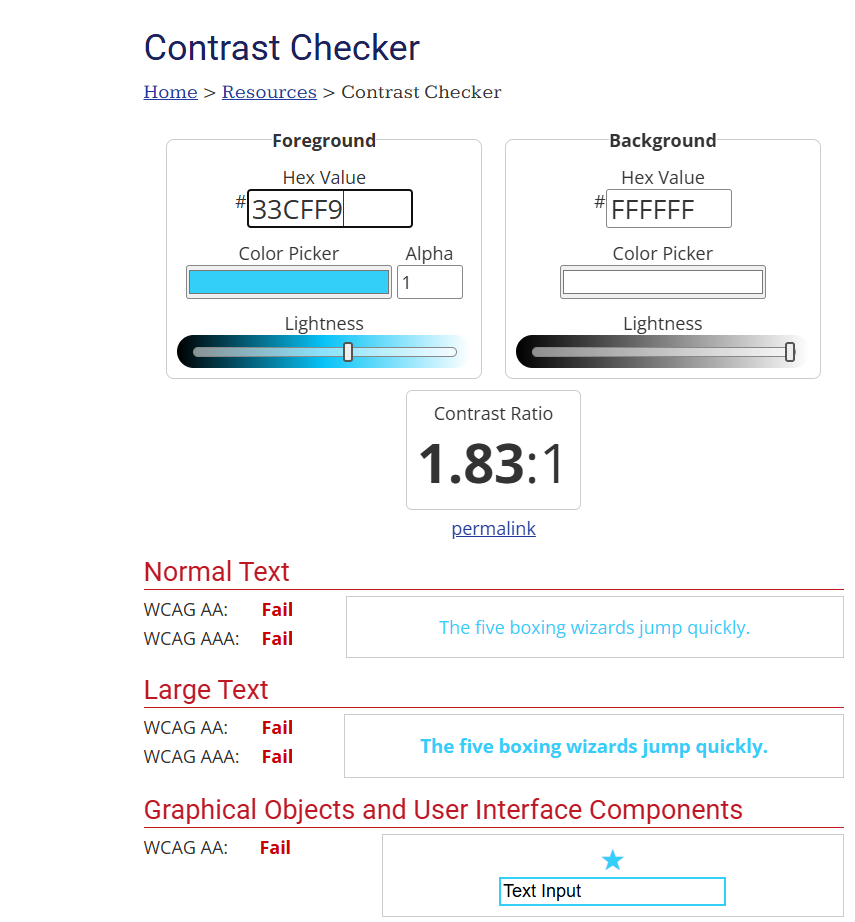 Contrast Checker
Home > Resources > Contrast Checker
Foreground
Hex Value
# 33CFF9
Color Picker Alpha
1
Lightness
Background
Hex Value
# FFFFFF
Color Picker
Lightness
Contrast Ratio
1.83:1
permalink
Normal Text
WCAG AA: Fail
WCAG AAA: Fail
The five boxing wizards jump quickly.
Large Text
WCAG AA: Fail
WCAG AAA: Fail
The five boxing wizards jump quickly.
Graphical Objects and User Interface Components
WCAG AA: Fail
Text Input